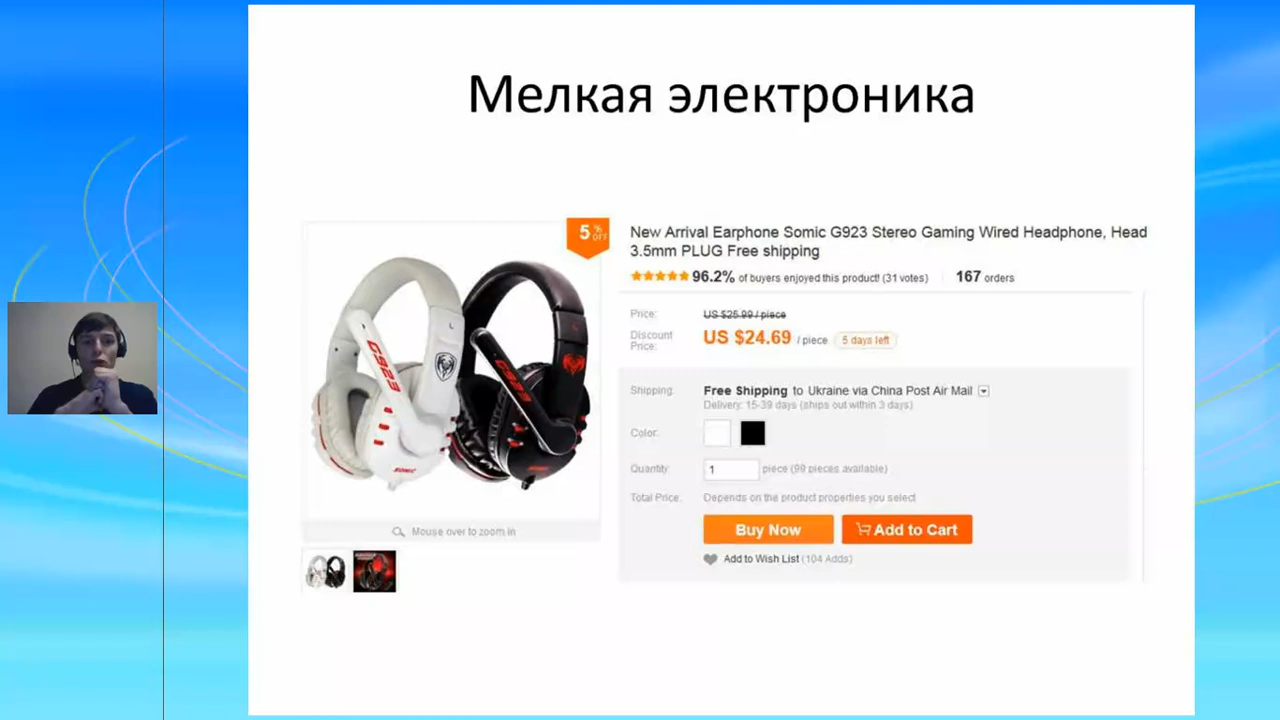 Мелкая электроника
5 % OFF
New Arrival Earphone Somic G923 Stereo Gaming Wired Headphone, Head
3.5mm PLUG Free shipping
96.2% of buyers enjoyed this product! (31 votes) 167 orders
Price: US $25.99 / piece
Discount Price: US $24.69 / piece 5 days left
Shipping: Free Shipping to Ukraine via China Post Air Mail
Delivery: 15-39 days (ships out within 3 days)
Color:
Quantity 1 piece (99 pieces available)
Total Price: Depends on the product properties you select
Buy Now Add to Cart
Add to Wish List (104 Adds)
G923
G923
SOMIC
SOMIC
Mouse over to zoom in